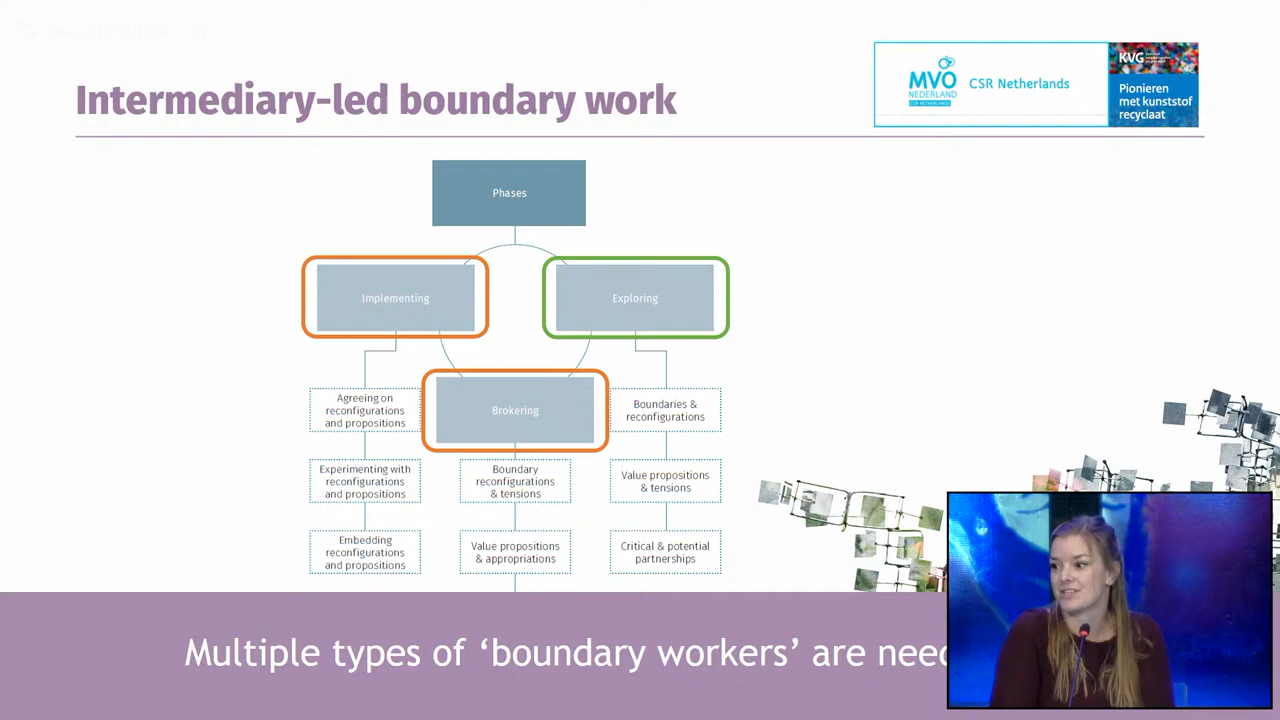 Intermediary-led boundary work
MVO
NEDERLAND
CSR NETHERLANDS
CSR Netherlands
KVG
Pionieren
met kunststof
recyclaat
Phases
Implementing
Exploring
Brokering
Agreeing on
reconfigurations
and propositions
Experimenting with
reconfigurations
and propositions
Embedding
reconfigurations
and propositions
Boundary
reconfigurations
& tensions
Value propositions
& appropriations
Boundaries &
reconfigurations
Value propositions
& tensions
Critical & potential
partnerships
Multiple types of ‘boundary workers’ are